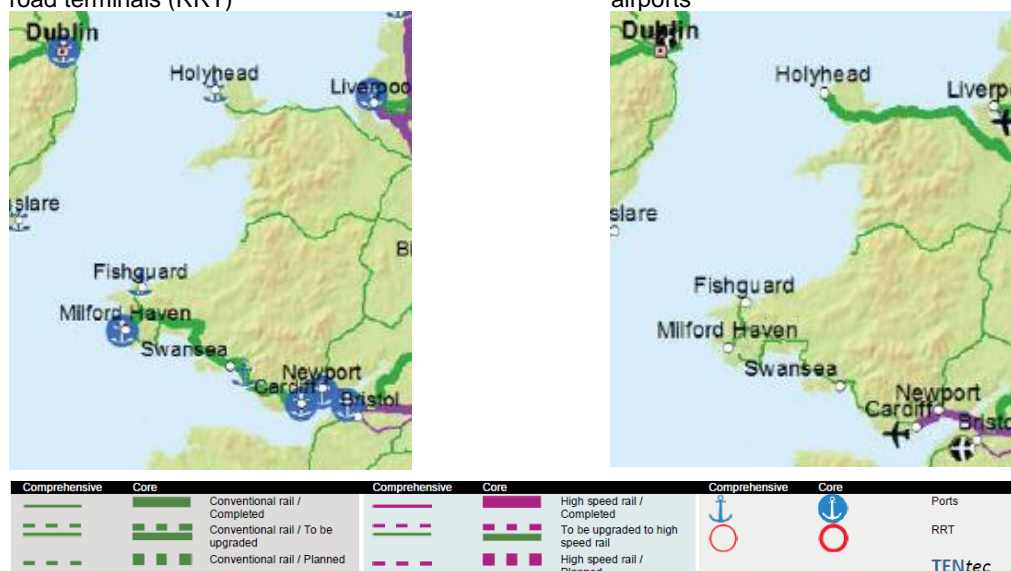 road terminals (RRT)
airports
Dublin
Holyhead
Liverpoo
slare
Fishguard
Milford Haven
Swansea
Newport
Cardiff
Bristol
Dublin
Holyhead
Liverpo
slare
Fishguard
Milford Haven
Swansea
Newport
Cardiff
Bristo
Comprehensive Core Comprehensive Core Comprehensive Core
Conventional rail /
Completed
Conventional rail / To be
upgraded
Conventional rail / Planned
High speed rail /
Completed
To be upgraded to high
speed rail
High speed rail /
Ports
RRT
TENtec